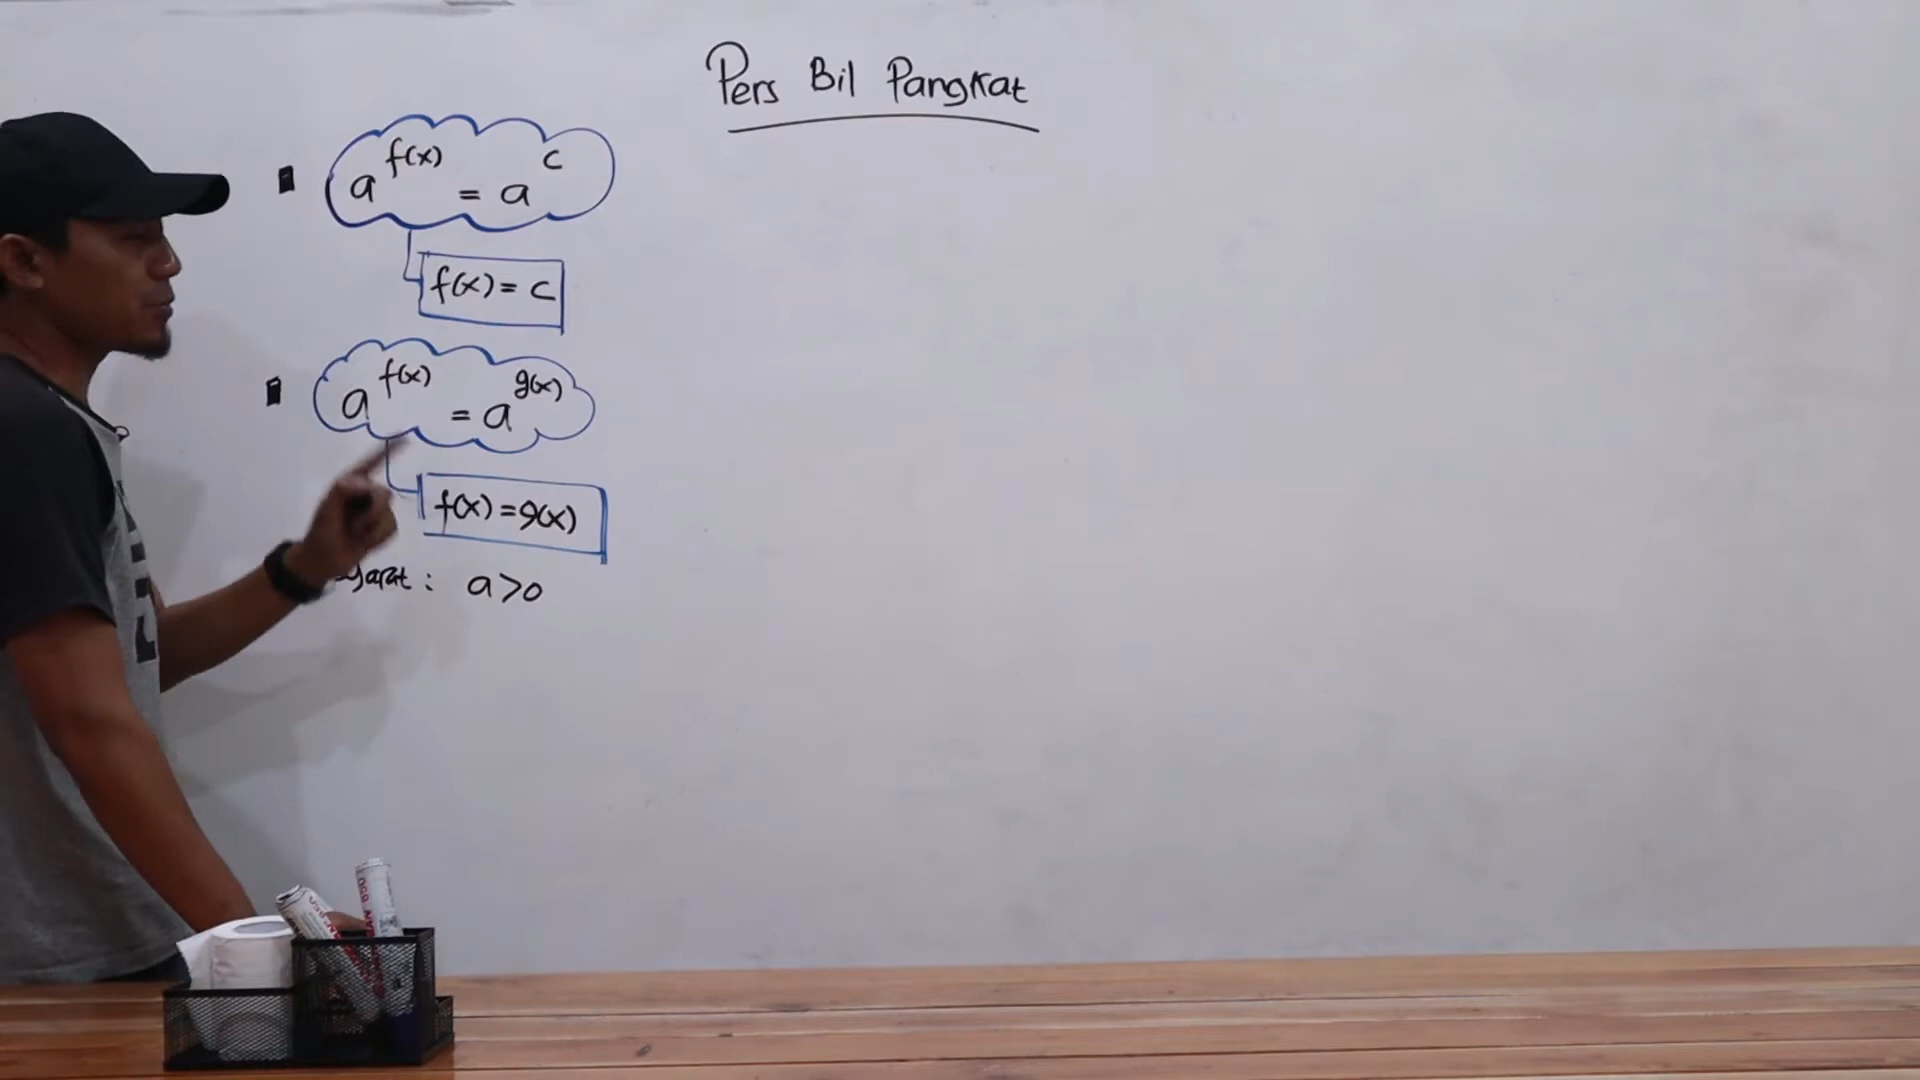 Pers Bil Pangkat
a^f(x) = a^c
f(x) = c
a^f(x) = a^g(x)
f(x) = g(x)
: a>0